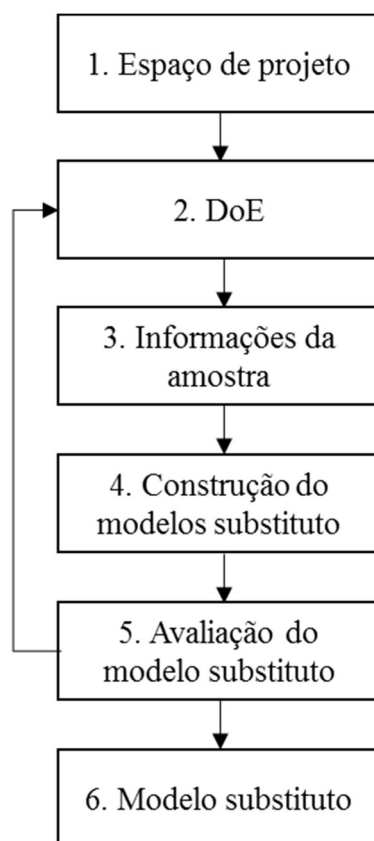 1. Espaço de projeto
2. DoE
3. Informações da
amostra
4. Construção do
modelos substituto
5. Avaliação do
modelo substituto
6. Modelo substituto